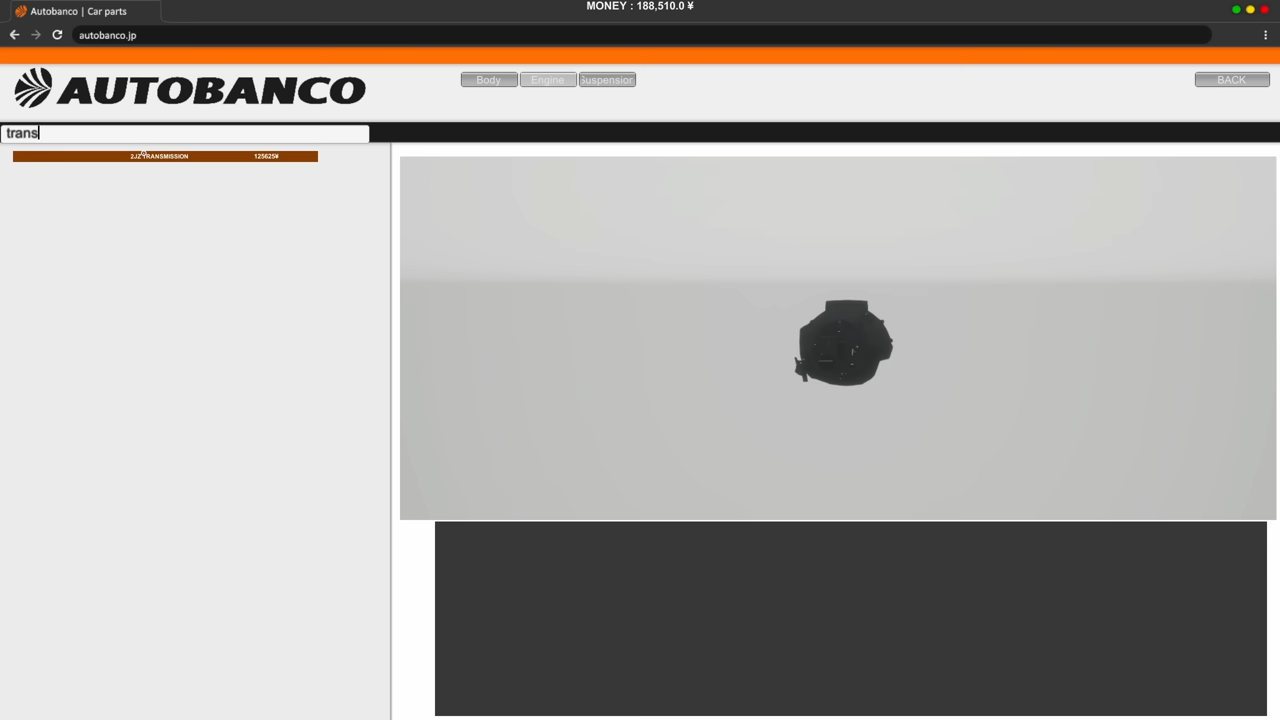 Autobanco | Car parts
MONEY : 188,510.0 ¥
autobanco.jp
AUTOBANCO
Body
Engine
Suspension
BACK
trans
2JZ TRANSMISSION 125625¥